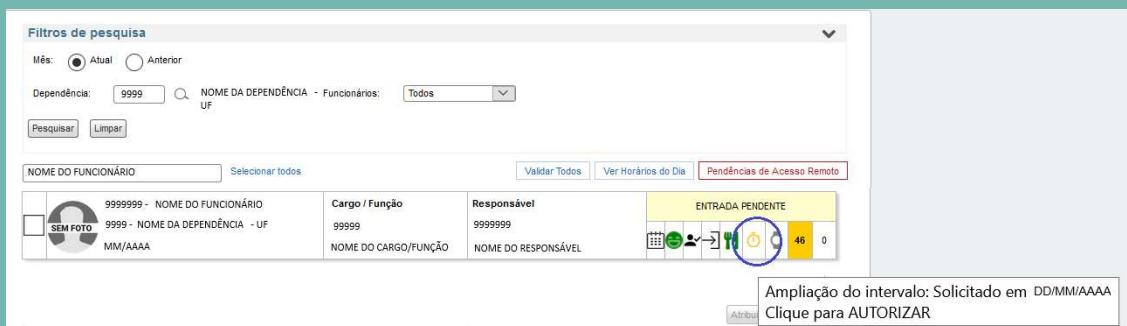 Filtros de pesquisa
Mês: Atual Anterior
Dependência: 9999 NOME DA DEPENDÊNCIA - UF Funcionários: Todos
Pesquisar Limpar
NOME DO FUNCIONÁRIO Selecionar todos Validar Todos Ver Horários do Dia Pendências de Acesso Remoto
9999999 - NOME DO FUNCIONÁRIO Cargo / Função Responsável ENTRADA PENDENTE
SEM FOTO 9999 - NOME DA DEPENDÊNCIA - UF 99999 9999999
MM/AAAA NOME DO CARGO/FUNÇÃO NOME DO RESPONSÁVEL 46 0
Ampliação do intervalo: Solicitado em DD/MM/AAAA
Atribu Clique para AUTORIZAR